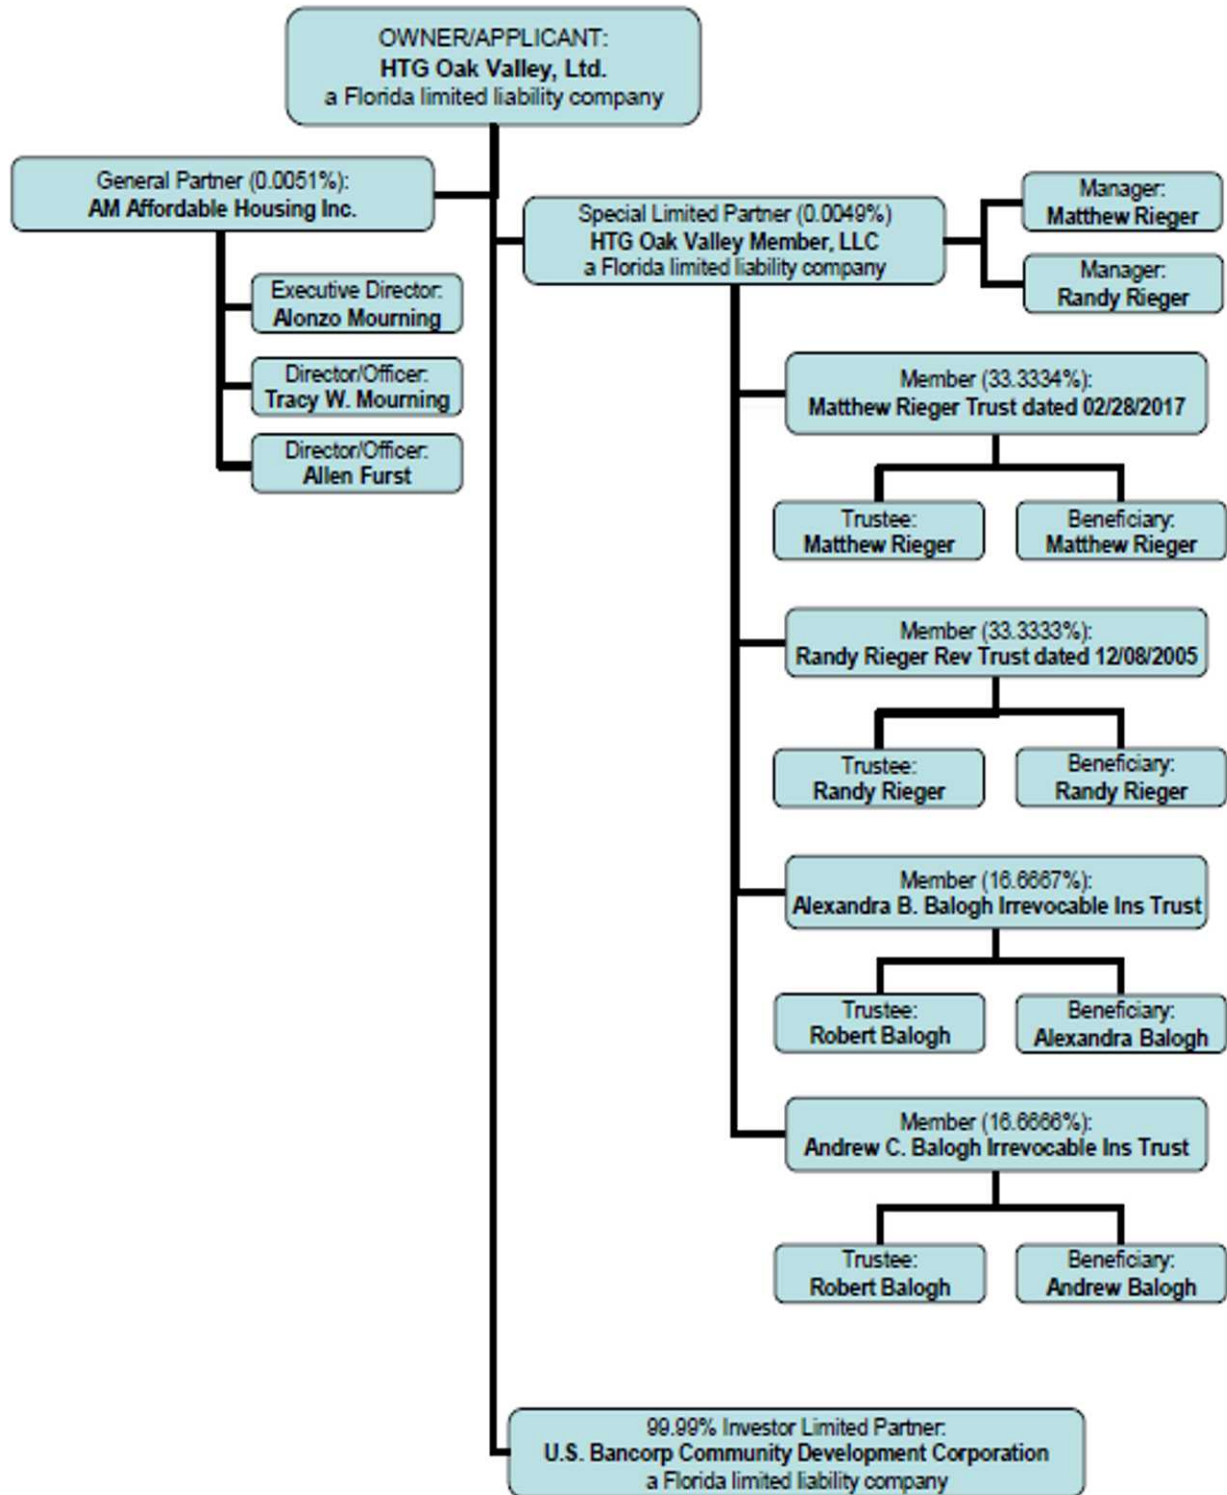 OWNER/APPLICANT:
HTG Oak Valley, Ltd.
a Florida limited liability company
General Partner (0.0051%):
AM Affordable Housing Inc.
Executive Director:
Alonzo Mourning
Director/Officer:
Tracy W. Mourning
Director/Officer:
Allen Furst
Special Limited Partner (0.0049%)
HTG Oak Valley Member, LLC
a Florida limited liability company
Manager:
Matthew Rieger
Manager:
Randy Rieger
Member (33.3334%):
Matthew Rieger Trust dated 02/28/2017
Trustee:
Matthew Rieger
Beneficiary:
Matthew Rieger
Member (33.3333%):
Randy Rieger Rev Trust dated 12/08/2005
Trustee:
Randy Rieger
Beneficiary:
Randy Rieger
Member (16.6667%):
Alexandra B. Balogh Irrevocable Ins Trust
Trustee:
Robert Balogh
Beneficiary:
Alexandra Balogh
Member (16.6666%):
Andrew C. Balogh Irrevocable Ins Trust
Trustee:
Robert Balogh
Beneficiary:
Andrew Balogh
99.99% Investor Limited Partner:
U.S. Bancorp Community Development Corporation
a Florida limited liability company